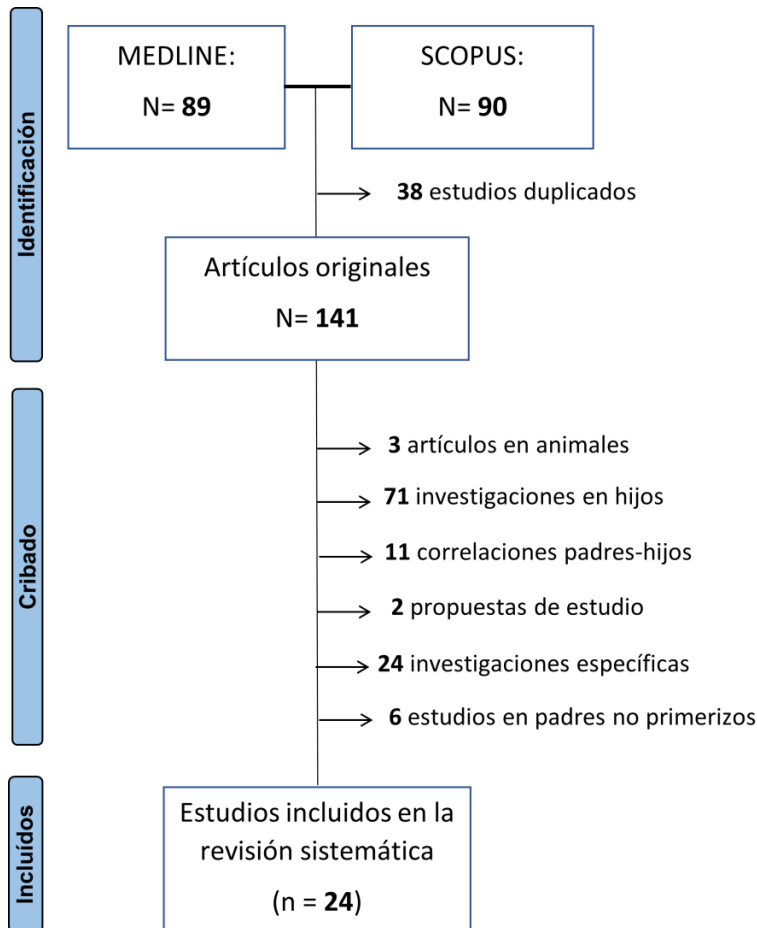 Identificación
MEDLINE:
N= 89
SCOPUS:
N= 90
38 estudios duplicados
Artículos originales
N= 141
Cribado
3 artículos en animales
71 investigaciones en hijos
11 correlaciones padres-hijos
2 propuestas de estudio
24 investigaciones específicas
6 estudios en padres no primerizos
Incluídos
Estudios incluidos en la
revisión sistemática
(n = 24)